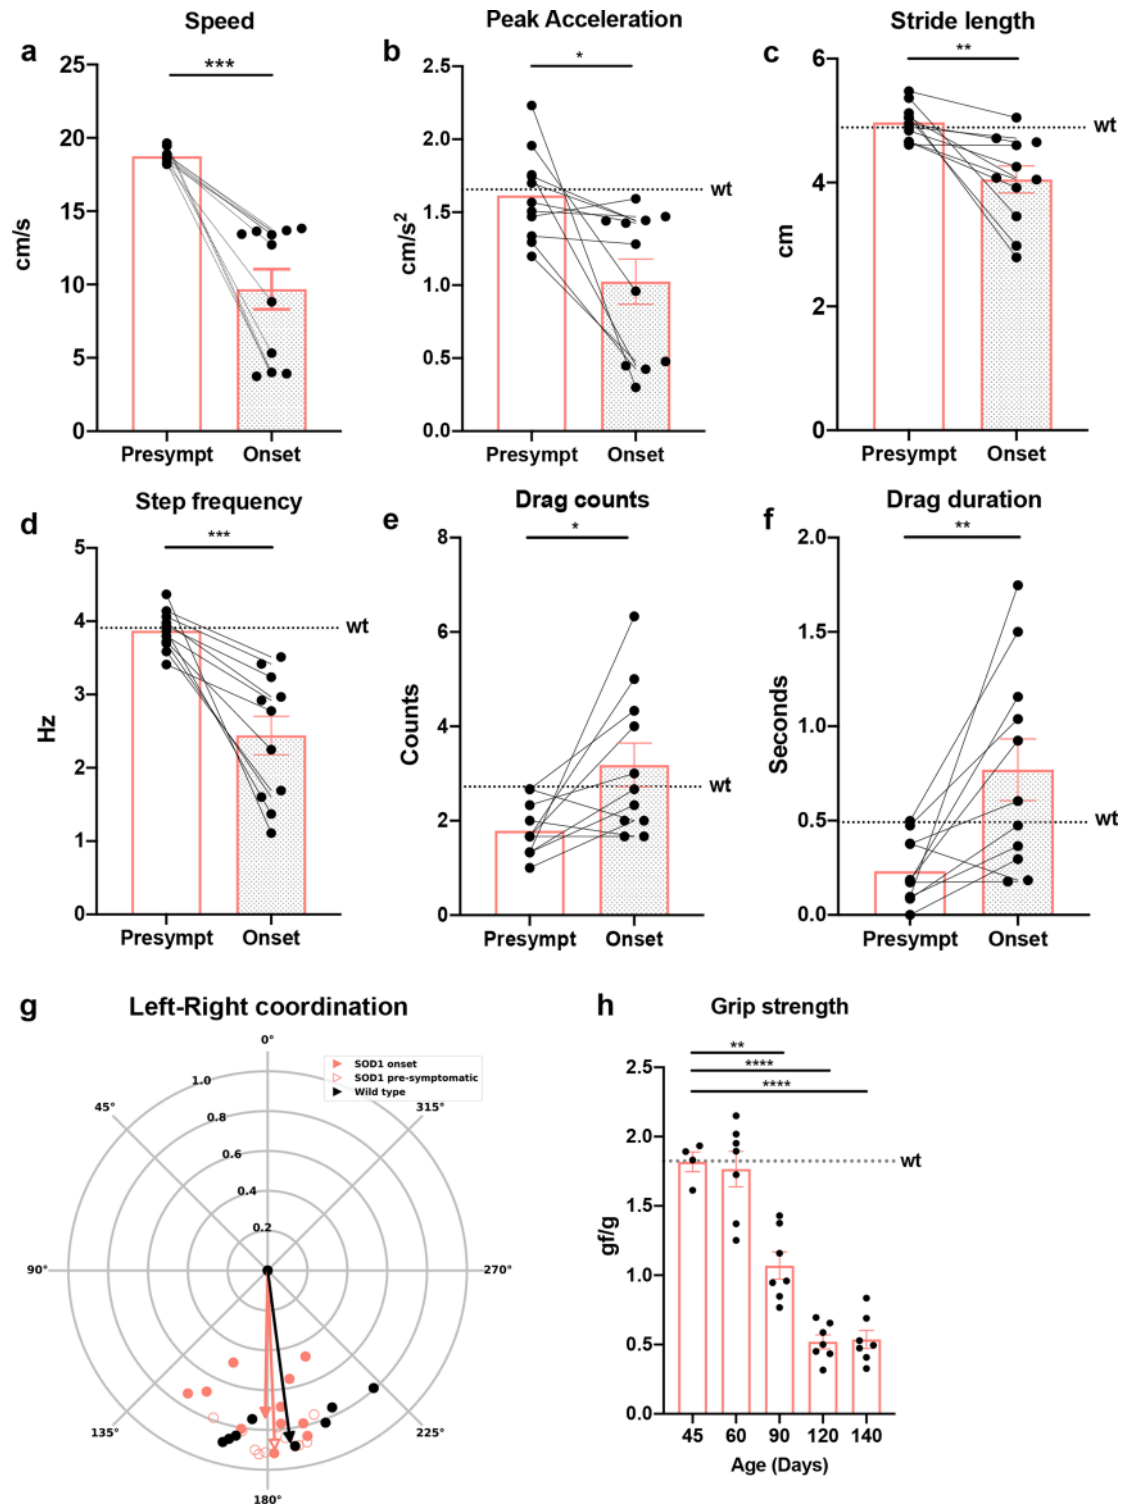 a
Speed
***
25
20
15
10
5
0
cm/s
Presympt
Onset
b
Peak Acceleration
*
2.5
2.0
1.5
1.0
0.5
0.0
cm/s²
wt
Presympt
Onset
c
Stride length
**
6
4
2
0
cm
wt
Presympt
Onset
d
Step frequency
***
5
4
3
2
1
0
Hz
wt
Presympt
Onset
e
Drag counts
*
8
6
4
2
0
Counts
wt
Presympt
Onset
f
Drag duration
**
2.0
1.5
1.0
0.5
0.0
Seconds
wt
Presympt
Onset
g
Left-Right coordination
0°
SOD1 onset
SOD1 pre-symptomatic
Wild type
1.0
0.8
0.6
0.4
0.2
45°
315°
90°
270°
135°
225°
180°
h
Grip strength
**
****
****
2.5
2.0
1.5
1.0
0.5
0.0
gf/g
wt
45 60 90 120 140
Age (Days)